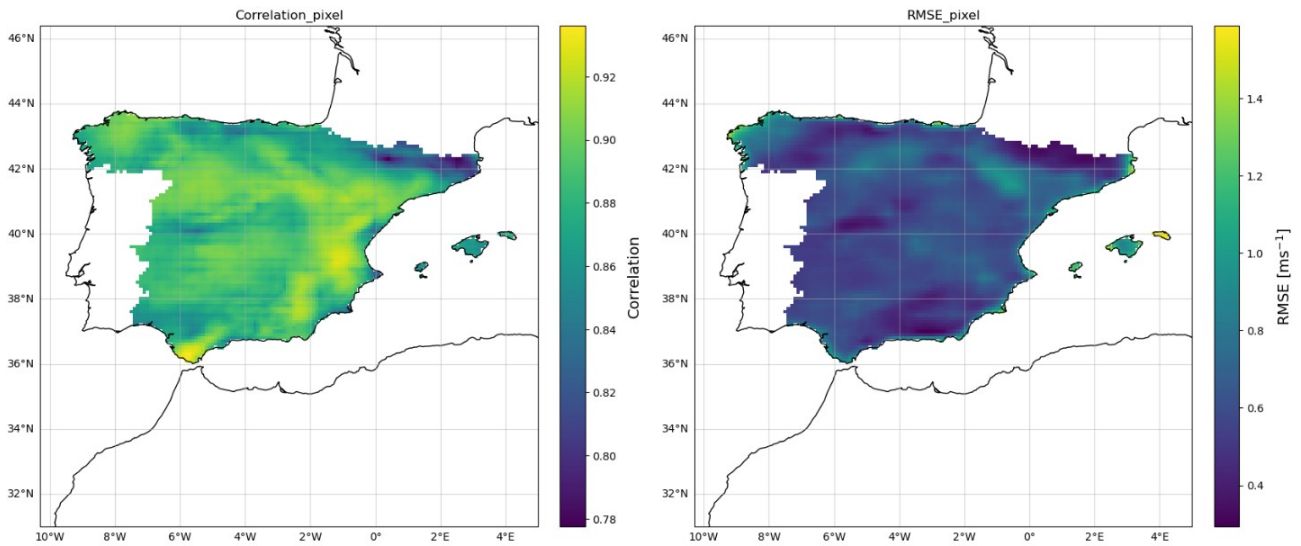 Correlation_pixel
46°N
44°N
42°N
40°N
38°N
36°N
34°N
32°N
10°W 8°W 6°W 4°W 2°W 0° 2°E 4°E
0.92
0.90
0.88
0.86
0.84
0.82
0.80
0.78
Correlation
RMSE_pixel
46°N
44°N
42°N
40°N
38°N
36°N
34°N
32°N
10°W 8°W 6°W 4°W 2°W 0° 2°E 4°E
1.4
1.2
1.0
0.8
0.6
0.4
RMSE [ms⁻¹]